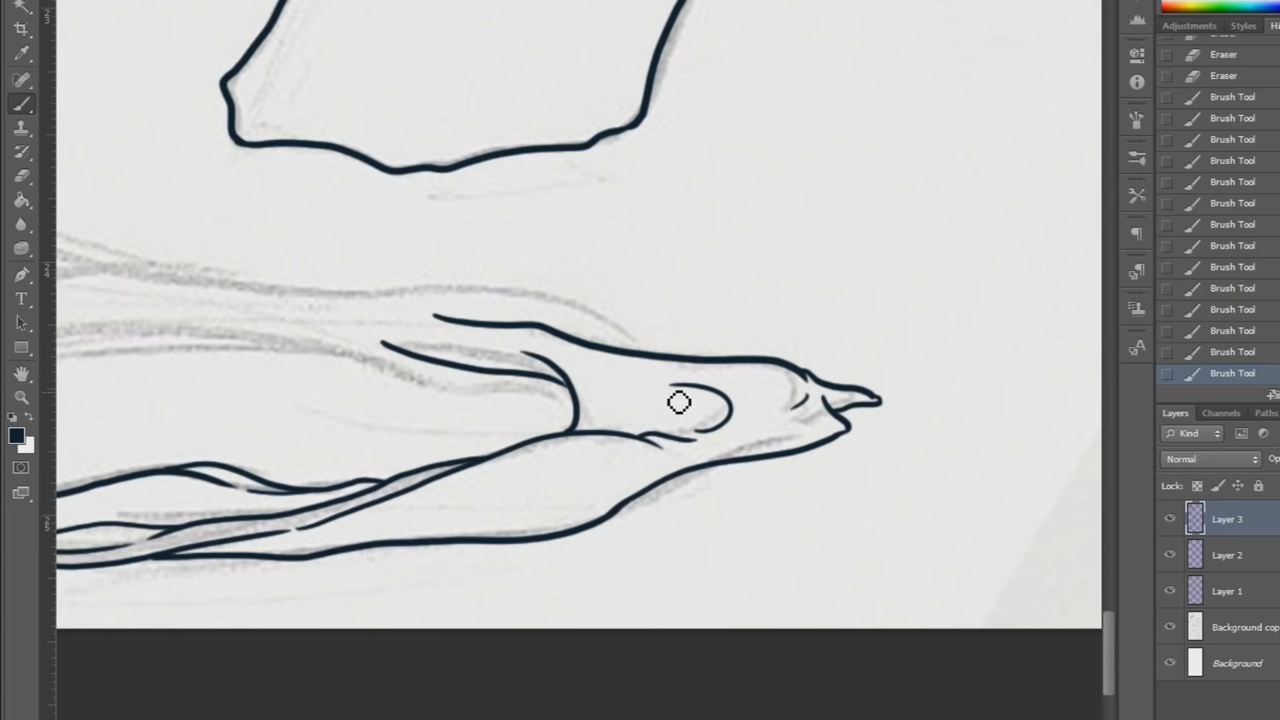 Adjustments Styles Hi
Eraser
Eraser
Brush Tool
Brush Tool
Brush Tool
Brush Tool
Brush Tool
Brush Tool
Brush Tool
Brush Tool
Brush Tool
Brush Tool
Brush Tool
Brush Tool
Brush Tool
Brush Tool
Layers Channels Paths
Kind
Normal Op
Lock:
Layer 3
Layer 2
Layer 1
Background cop
Background